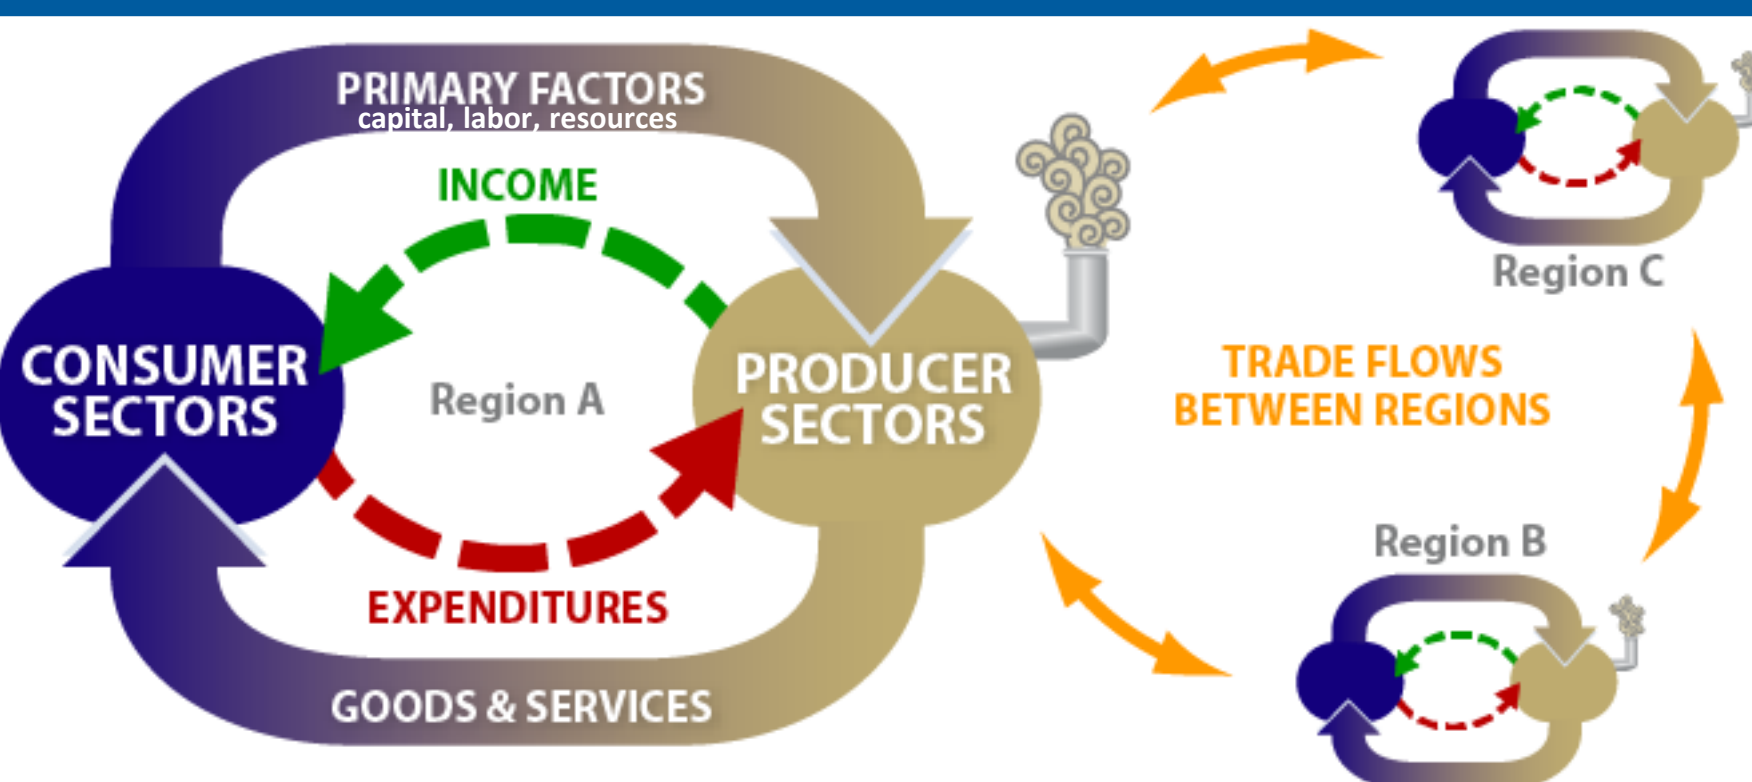 PRIMARY FACTORS
capital, labor, resources
INCOME
CONSUMER
SECTORS
Region A
PRODUCER
SECTORS
EXPENDITURES
GOODS & SERVICES
Region C
TRADE FLOWS
BETWEEN REGIONS
Region B